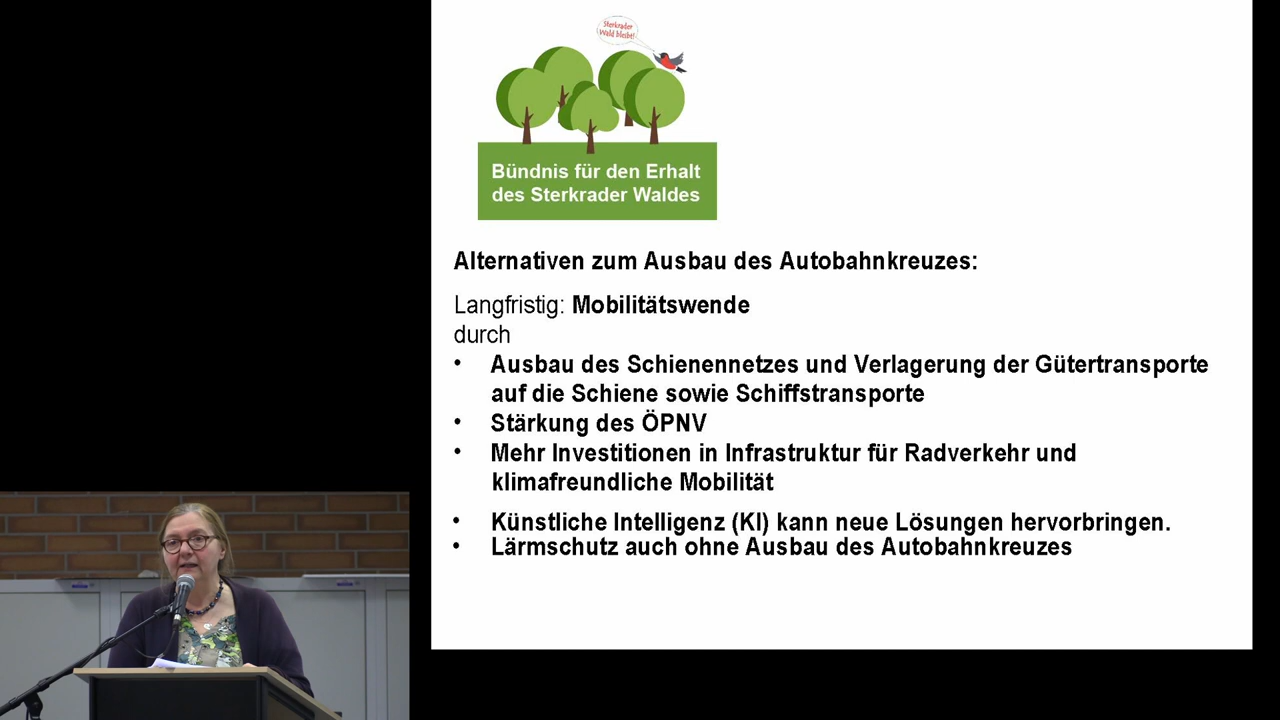 Sterkrader
Wald bleibt!
Bündnis für den Erhalt
des Sterkrader Waldes
Alternativen zum Ausbau des Autobahnkreuzes:
Langfristig: Mobilitätswende
durch
• Ausbau des Schienennetzes und Verlagerung der Gütertransporte
auf die Schiene sowie Schiffstransporte
• Stärkung des ÖPNV
• Mehr Investitionen in Infrastruktur für Radverkehr und
klimafreundliche Mobilität
• Künstliche Intelligenz (KI) kann neue Lösungen hervorbringen.
• Lärmschutz auch ohne Ausbau des Autobahnkreuzes